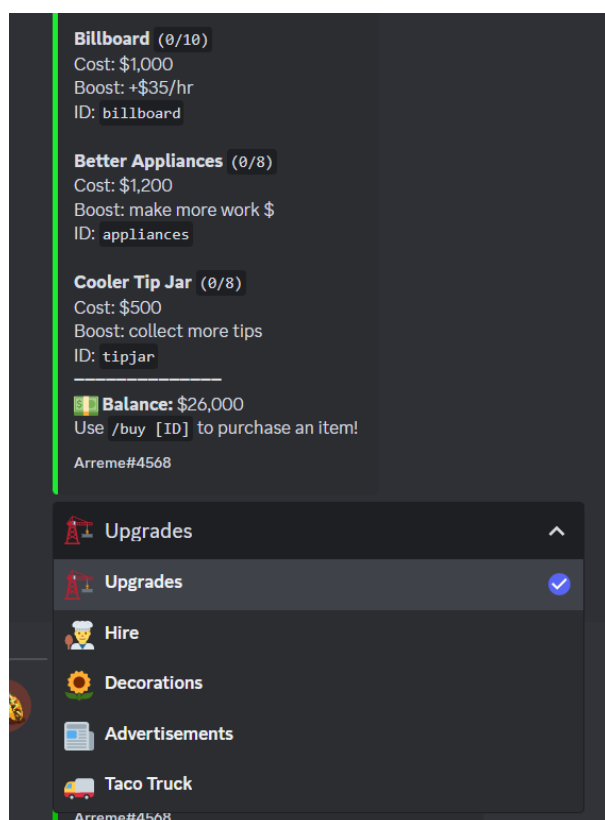 Billboard (0/10)
Cost: $1,000
Boost: +$35/hr
ID: billboard
Better Appliances (0/8)
Cost: $1,200
Boost: make more work $
ID: appliances
Cooler Tip Jar (0/8)
Cost: $500
Boost: collect more tips
ID: tipjar
Balance: $26,000
Use /buy [ID] to purchase an item!
Arreme#4568
Upgrades
Upgrades
Hire
Decorations
Advertisements
Taco Truck
Arreme#4568